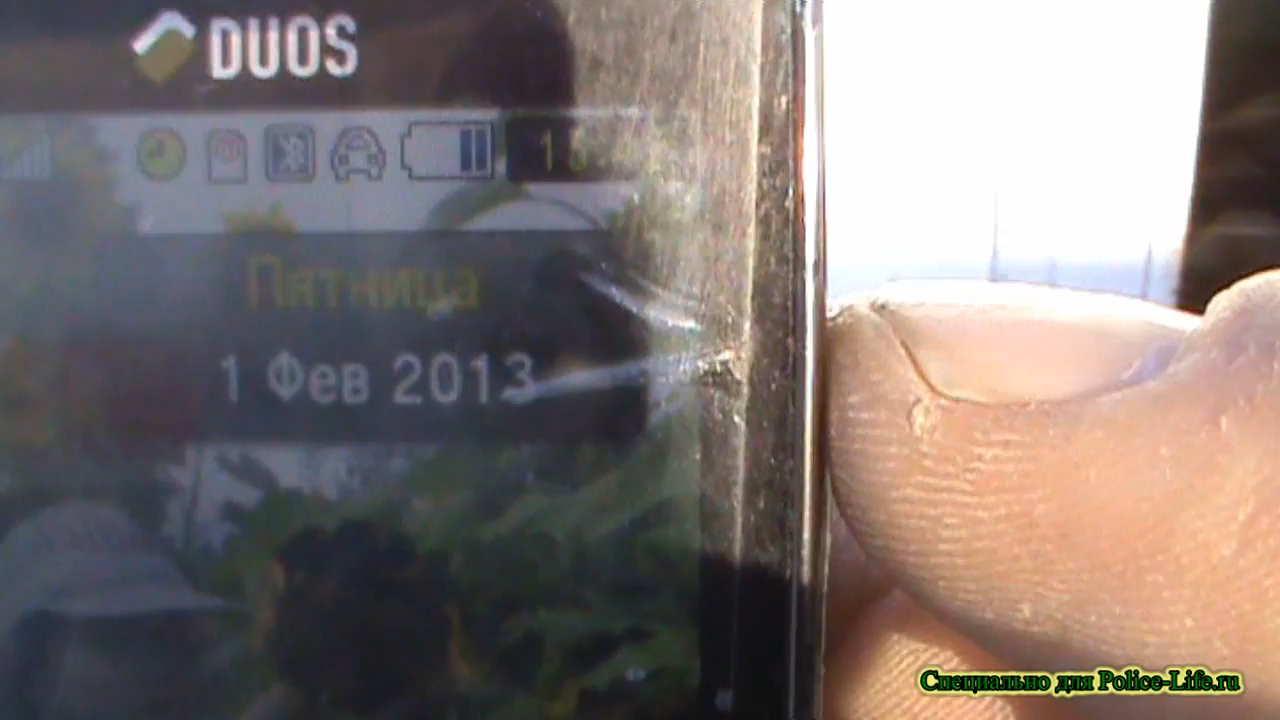 DUOS
Пятница
1 Фев 2013
Специально для Police-Life.ru